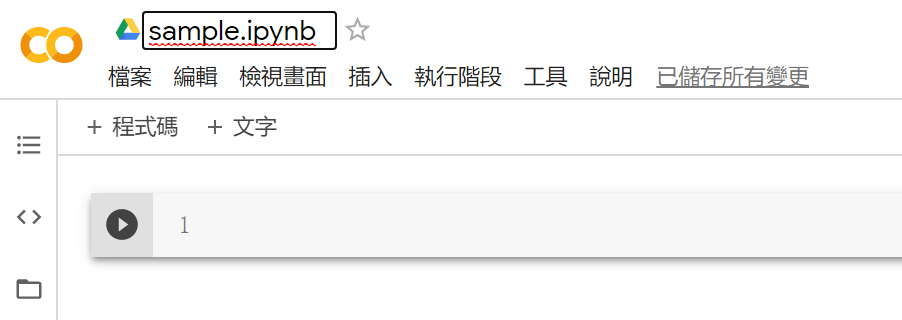 sample.ipynb
檔案 編輯 檢視畫面 插入 執行階段 工具 說明 已儲存所有變更
+ 程式碼 + 文字
1